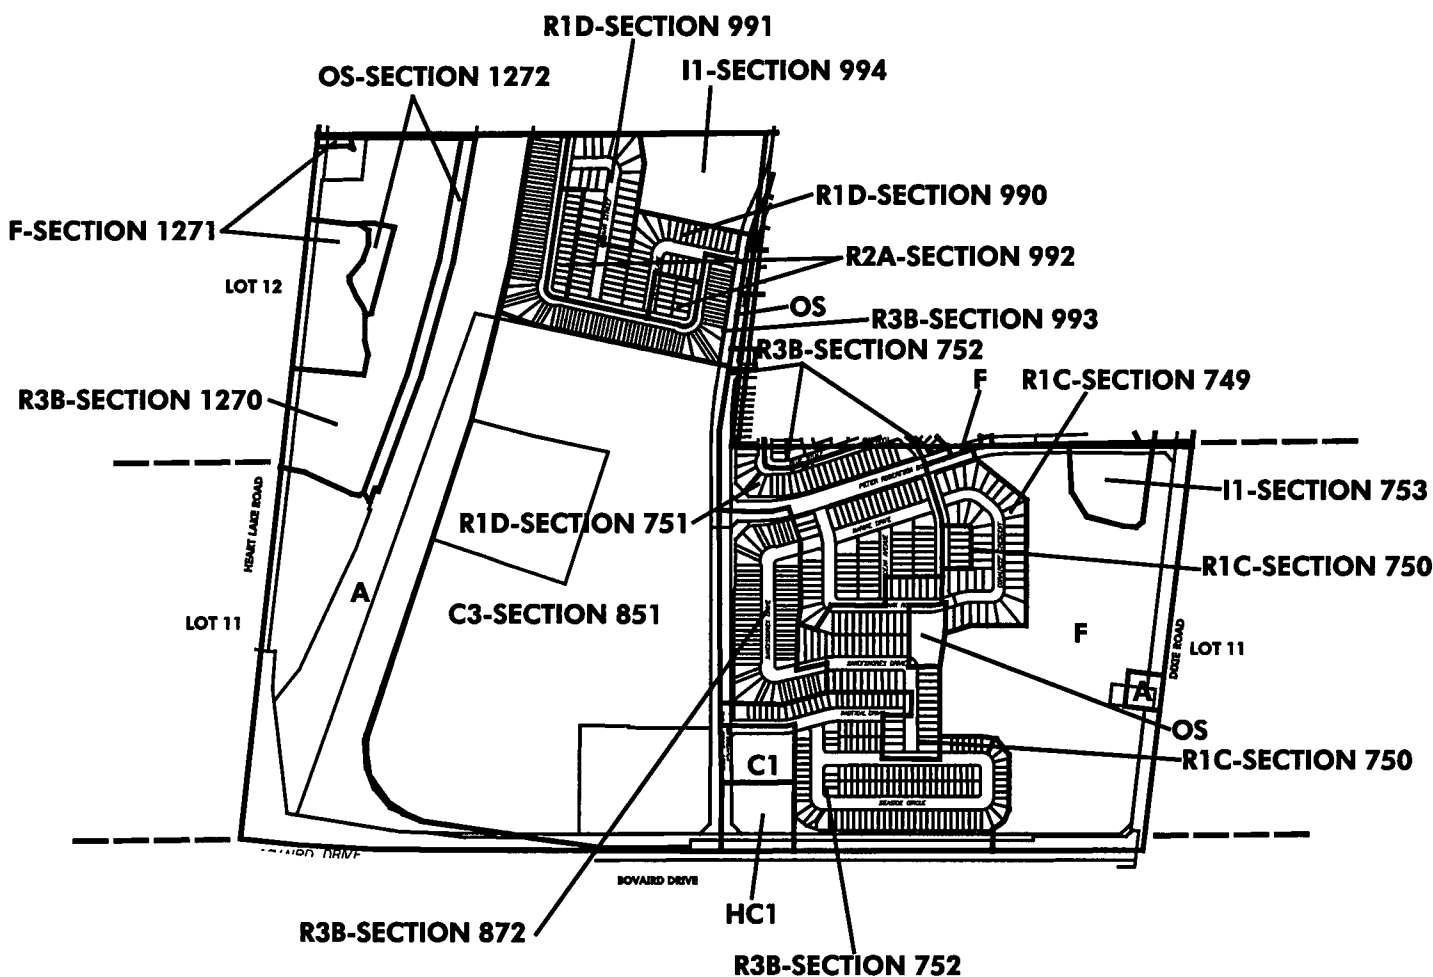 R1D-SECTION 991
OS-SECTION 1272
I1-SECTION 994
R1D-SECTION 990
F-SECTION 1271
R2A-SECTION 992
LOT 12
OS
R3B-SECTION 993
R3B-SECTION 752
F
R1C-SECTION 749
R3B-SECTION 1270
I1-SECTION 753
R1D-SECTION 751
HEART LAKE ROAD
R1C-SECTION 750
A
C3-SECTION 851
LOT 11
F
DIXIE ROAD
LOT 11
A
OS
R1C-SECTION 750
C1
SEASIDE CIRCLE
BOVAIRD DRIVE
HC1
R3B-SECTION 872
R3B-SECTION 752